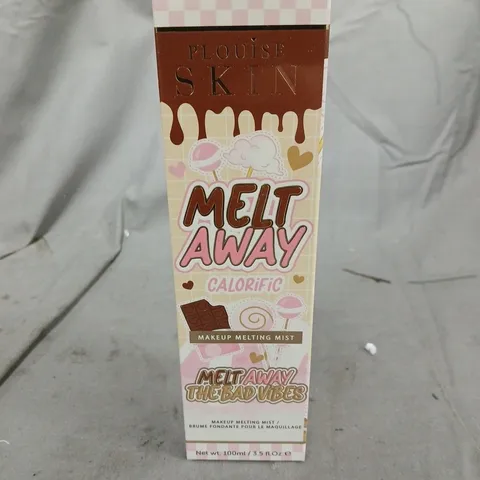 PLOUISE
SKIN
MELT
AWAY
CALORiFiC
MAKEUP MELTING MIST
MELT AWAY
THE BAD VIBES
MAKEUP MELTING MIST /
BRUME FONDANTE POUR LE MAQUILLAGE
Net wt. 100ml / 3.5 fl.Oz.℮